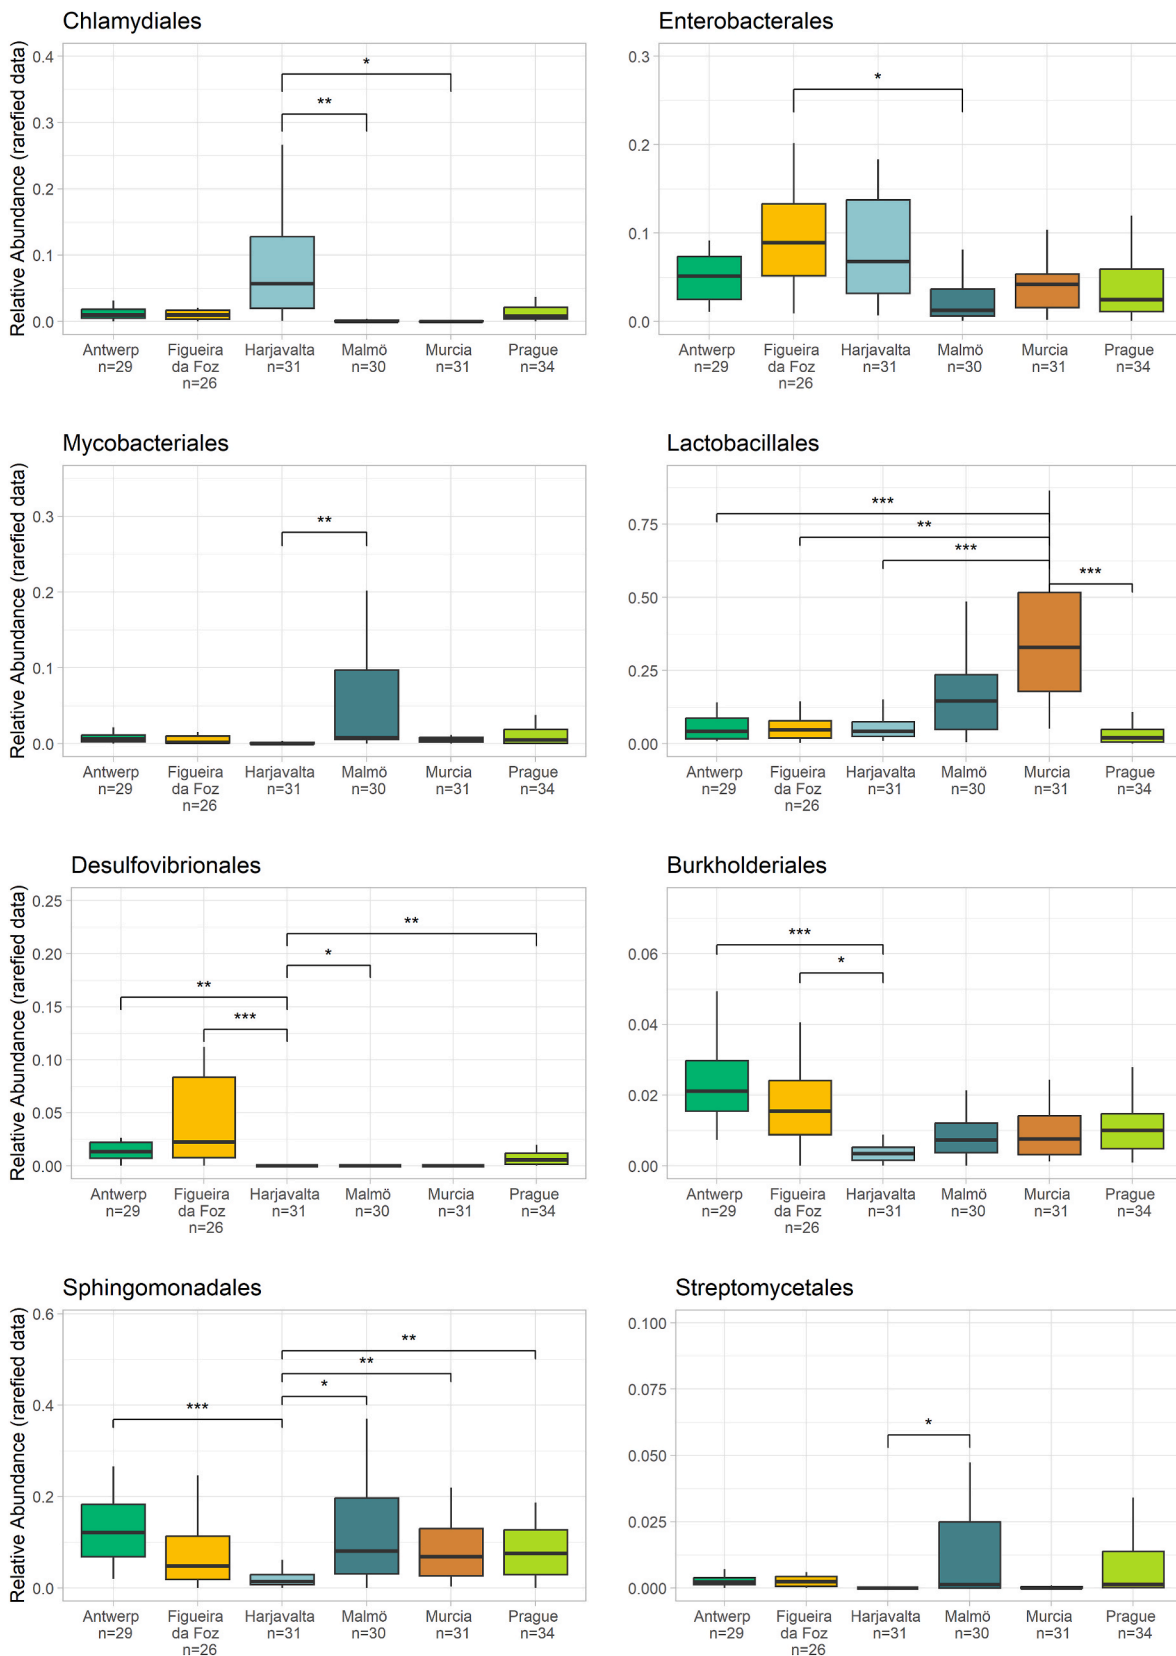 Chlamydiales
Relative Abundance (rarefied data)
0.4
0.3
0.2
0.1
0.0
*
**
Antwerp
n=29
Figueira
da Foz
n=26
Harjavalta
n=31
Malmö
n=30
Murcia
n=31
Prague
n=34
Enterobacterales
0.3
0.2
0.1
0.0
*
Antwerp
n=29
Figueira
da Foz
n=26
Harjavalta
n=31
Malmö
n=30
Murcia
n=31
Prague
n=34
Mycobacteriales
Relative Abundance (rarefied data)
0.3
0.2
0.1
0.0
**
Antwerp
n=29
Figueira
da Foz
n=26
Harjavalta
n=31
Malmö
n=30
Murcia
n=31
Prague
n=34
Lactobacillales
0.75
0.50
0.25
0.00
***
**
***
***
Antwerp
n=29
Figueira
da Foz
n=26
Harjavalta
n=31
Malmö
n=30
Murcia
n=31
Prague
n=34
Desulfovibrionales
Relative Abundance (rarefied data)
0.25
0.20
0.15
0.10
0.05
0.00
**
*
**
***
Antwerp
n=29
Figueira
da Foz
n=26
Harjavalta
n=31
Malmö
n=30
Murcia
n=31
Prague
n=34
Burkholderiales
0.06
0.04
0.02
0.00
***
*
Antwerp
n=29
Figueira
da Foz
n=26
Harjavalta
n=31
Malmö
n=30
Murcia
n=31
Prague
n=34
Sphingomonadales
Relative Abundance (rarefied data)
0.6
0.4
0.2
0.0
**
**
*
***
Antwerp
n=29
Figueira
da Foz
n=26
Harjavalta
n=31
Malmö
n=30
Murcia
n=31
Prague
n=34
Streptomycetales
0.100
0.075
0.050
0.025
0.000
*
Antwerp
n=29
Figueira
da Foz
n=26
Harjavalta
n=31
Malmö
n=30
Murcia
n=31
Prague
n=34